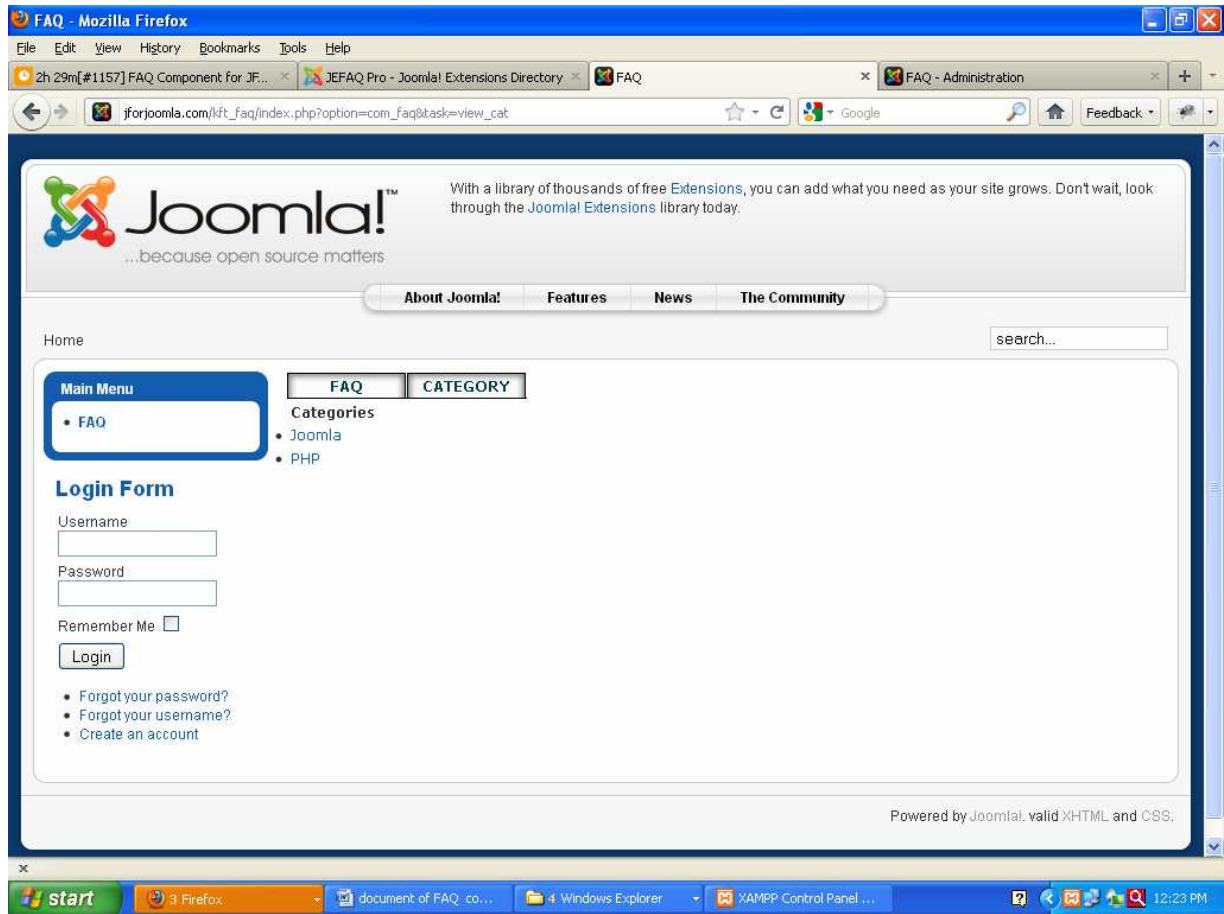 FAQ - Mozilla Firefox
File Edit View History Bookmarks Tools Help
2h 29m[#1157] FAQ Component for JF...
JEFAQ Pro - Joomla! Extensions Directory
FAQ
FAQ - Administration
jforjoomla.com/kft_faq/index.php?option=com_faq&task=view_cat
Google
Feedback
Joomla!™
...because open source matters
With a library of thousands of free Extensions, you can add what you need as your site grows. Don't wait, look
through the Joomla! Extensions library today.
About Joomla! Features News The Community
Home
search...
Main Menu
FAQ
FAQ CATEGORY
Categories
Joomla
PHP
Login Form
Username
Password
Remember Me
Login
Forgot your password?
Forgot your username?
Create an account
Powered by Joomla!. valid XHTML and CSS.
start
3 Firefox
document of FAQ co...
4 Windows Explorer
XAMPP Control Panel ...
12:23 PM